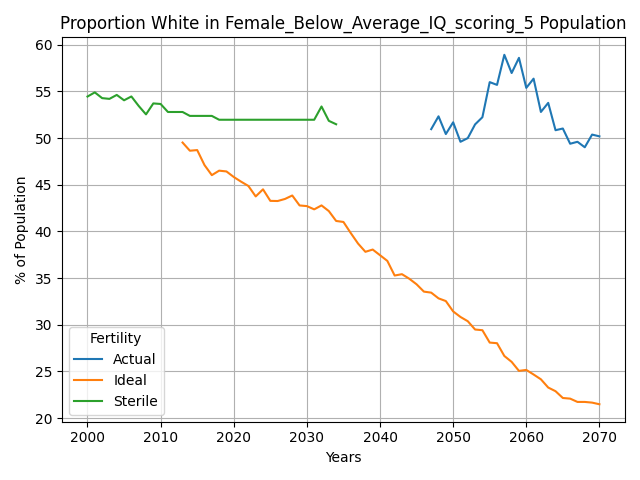 Proportion White in Female_Below_Average_IQ_scoring_5 Population
% of Population
60
55
50
45
40
35
30
25
20
Fertility
Actual
Ideal
Sterile
2000 2010 2020 2030 2040 2050 2060 2070
Years